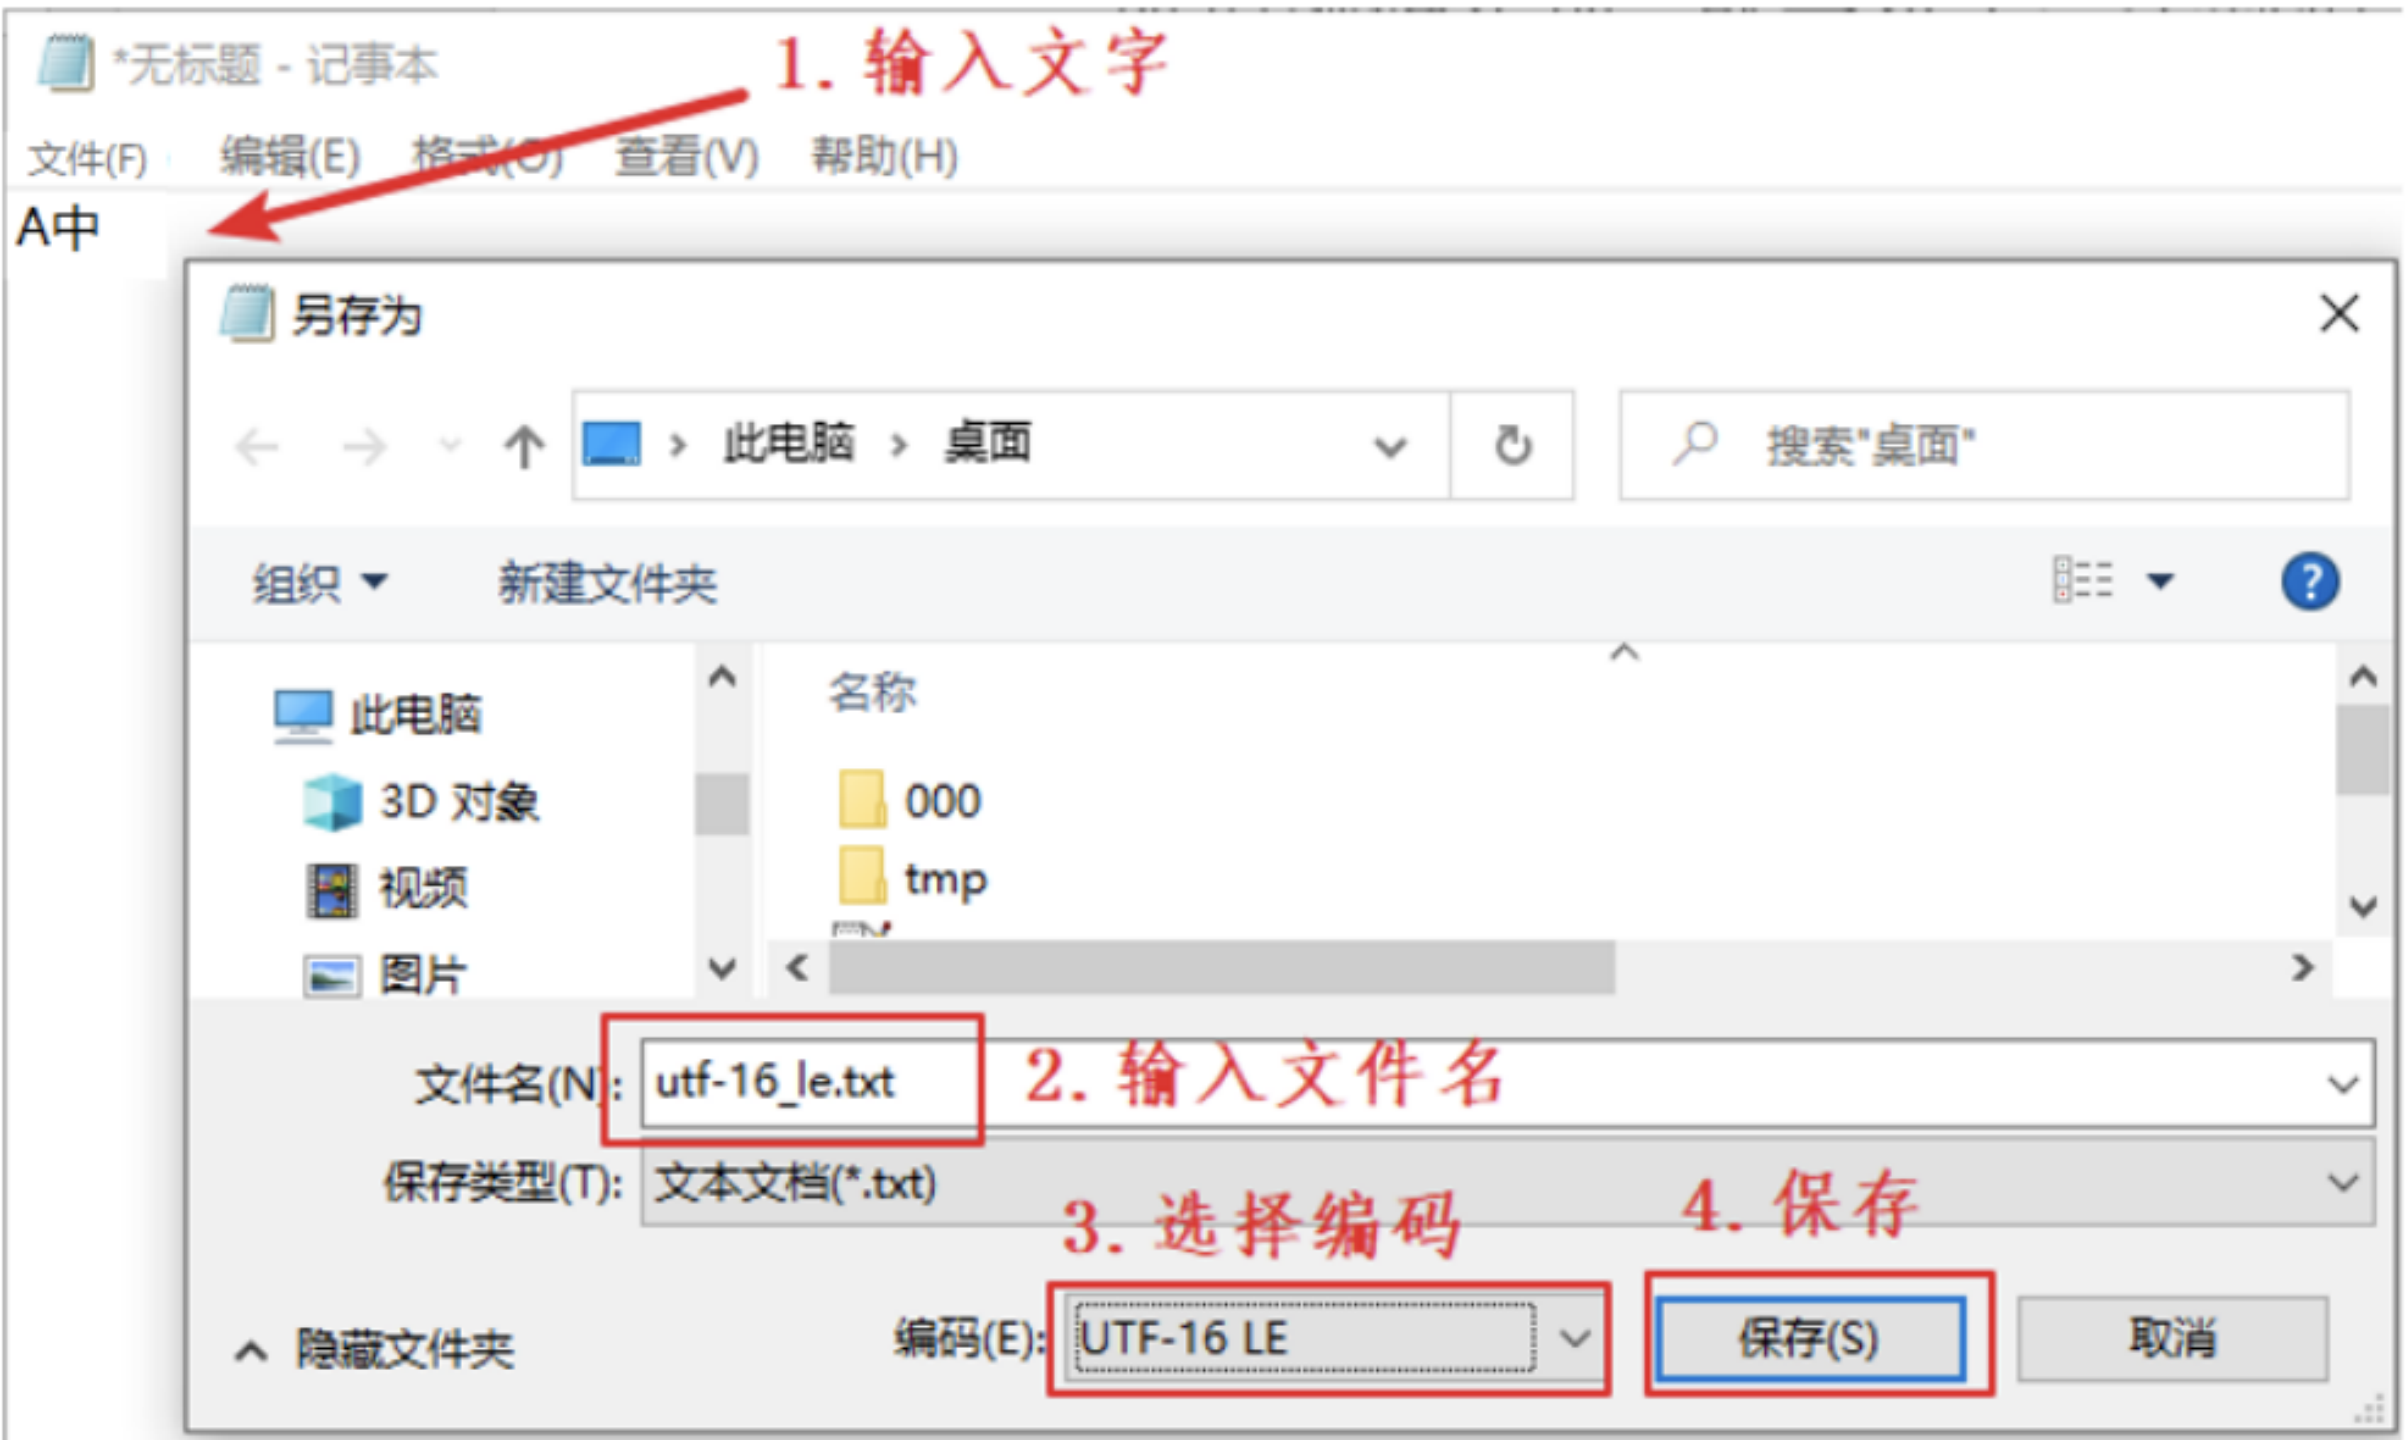 *无标题 - 记事本
1. 输入文字
文件(F) 编辑(E) 格式(O) 查看(V) 帮助(H)
A中
另存为
此电脑 > 桌面
搜索"桌面"
组织 新建文件夹
此电脑
3D 对象
视频
图片
名称
000
tmp
文件名(N): utf-16_le.txt
2. 输入文件名
保存类型(T): 文本文档(*.txt)
3. 选择编码
4. 保存
隐藏文件夹
编码(E): UTF-16 LE
保存(S)
取消